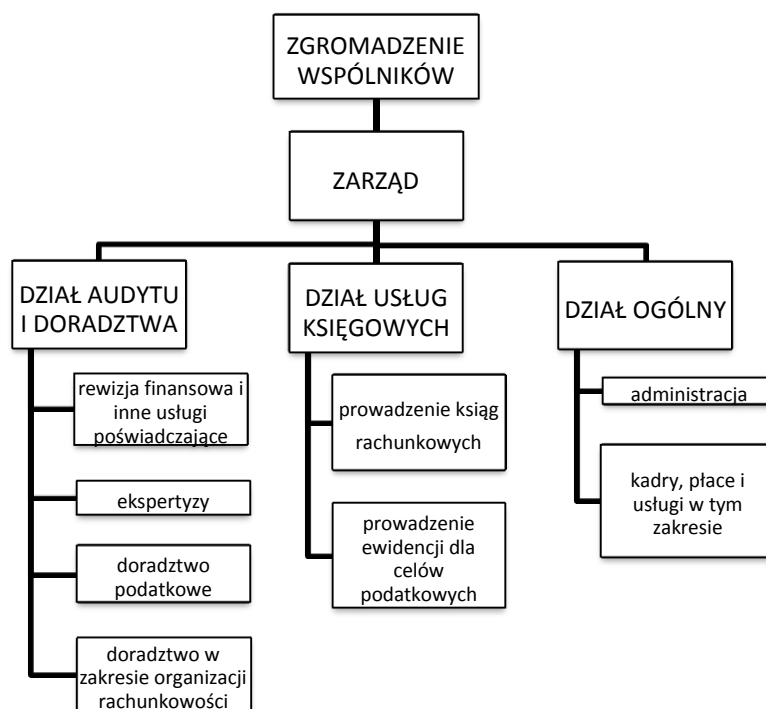 ZGROMADZENIE
WSPÓLNIKÓW
ZARZĄD
DZIAŁ AUDYTU
I DORADZTWA
rewizja finansowa i
inne usługi
poświadczające
ekspertyzy
doradztwo
podatkowe
doradztwo w
zakresie organizacji
rachunkowości
DZIAŁ USŁUG
KSIĘGOWYCH
prowadzenie ksiąg
rachunkowych
prowadzenie
ewidencji dla
celów
podatkowych
DZIAŁ OGÓLNY
administracja
kadry, płace i
usługi w tym
zakresie